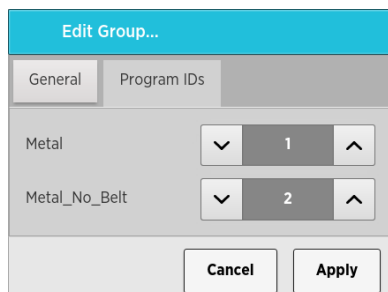 Edit Group...
General Program IDs
Metal 1
Metal_No_Belt 2
Cancel Apply